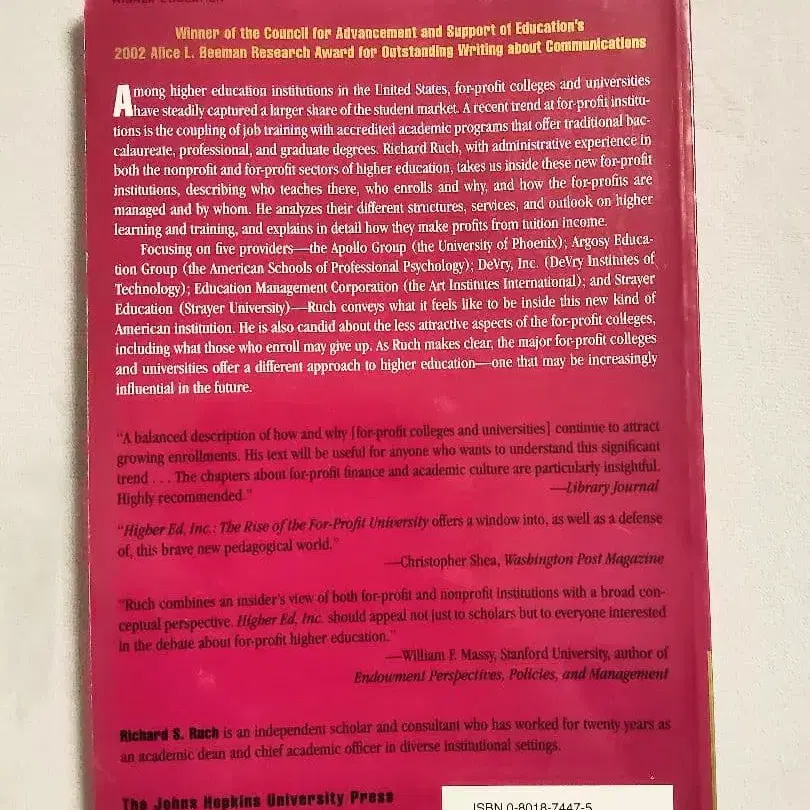 HIGHER EDUCATION
Winner of the Council for Advancement and Support of Education's
2002 Alice L. Beeman Research Award for Outstanding Writing about Communications
Among higher education institutions in the United States, for-profit colleges and universities
have steadily captured a larger share of the student market. A recent trend at for-profit institu-
tions is the coupling of job training with accredited academic programs that offer traditional bac-
calaureate, professional, and graduate degrees. Richard Ruch, with administrative experience in
both the nonprofit and for-profit sectors of higher education, takes us inside these new for-profit
institutions, describing who teaches there, who enrolls and why, and how the for-profits are
managed and by whom. He analyzes their different structures, services, and outlook on higher
learning and training, and explains in detail how they make profits from tuition income.
Focusing on five providers—the Apollo Group (the University of Phoenix); Argosy Educa-
tion Group (the American Schools of Professional Psychology); DeVry, Inc. (DeVry Institutes of
Technology); Education Management Corporation (the Art Institutes International); and Strayer
Education (Strayer University)—Ruch conveys what it feels like to be inside this new kind of
American institution. He is also candid about the less attractive aspects of the for-profit colleges,
including what those who enroll may give up. As Ruch makes clear, the major for-profit colleges
and universities offer a different approach to higher education—one that may be increasingly
influential in the future.
"A balanced description of how and why [for-profit colleges and universities] continue to attract
growing enrollments. His text will be useful for anyone who wants to understand this significant
trend . . . The chapters about for-profit finance and academic culture are particularly insightful.
Highly recommended."
—Library Journal
"Higher Ed, Inc.: The Rise of the For-Profit University offers a window into, as well as a defense
of, this brave new pedagogical world."
—Christopher Shea, Washington Post Magazine
"Ruch combines an insider's view of both for-profit and nonprofit institutions with a broad con-
ceptual perspective. Higher Ed, Inc. should appeal not just to scholars but to everyone interested
in the debate about for-profit higher education."
—William F. Massy, Stanford University, author of
Endowment Perspectives, Policies, and Management
Richard S. Ruch is an independent scholar and consultant who has worked for twenty years as
an academic dean and chief academic officer in diverse institutional settings.
The Johns Hopkins University Press
ISBN 0-8018-7447-5